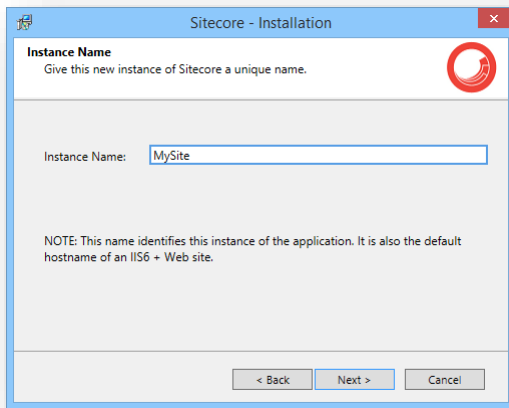 Sitecore - Installation
Instance Name
Give this new instance of Sitecore a unique name.
Instance Name: MySite
NOTE: This name identifies this instance of the application. It is also the default
hostname of an IIS6 + Web site.
< Back Next > Cancel